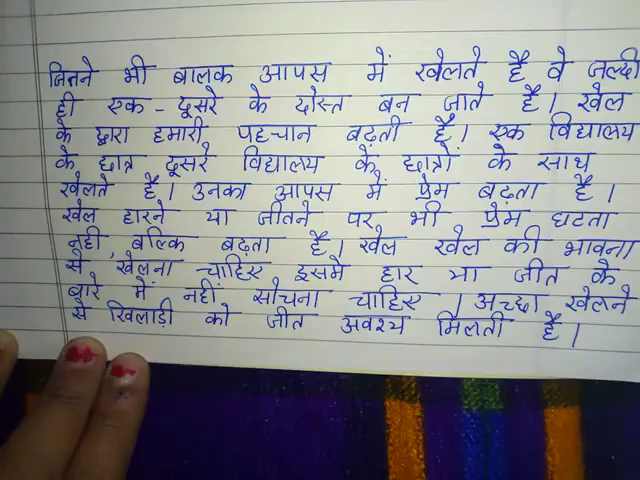 जितने भी बालक आपस में खेलते है वे जल्दी
ही एक - दूसरे के दोस्त बन जाते है। खेल
के द्वारा हमारी पहचान बढ़ती है। एक विद्यालय
के छात्र दूसरे विद्यालय के छात्रों के साथ
खेलते है। उनका आपस में प्रेम बढ़ता है।
खेल हारने या जीतने पर भी प्रेम घटता
नही, बल्कि बढ़ता है। खेल खेल की भावना
से खेलना चाहिए इसमे हार या जीत के
बारे में नहीं सोचना चाहिए । अच्छा खेलने
से खिलाड़ी को जीत अवश्य मिलती है।